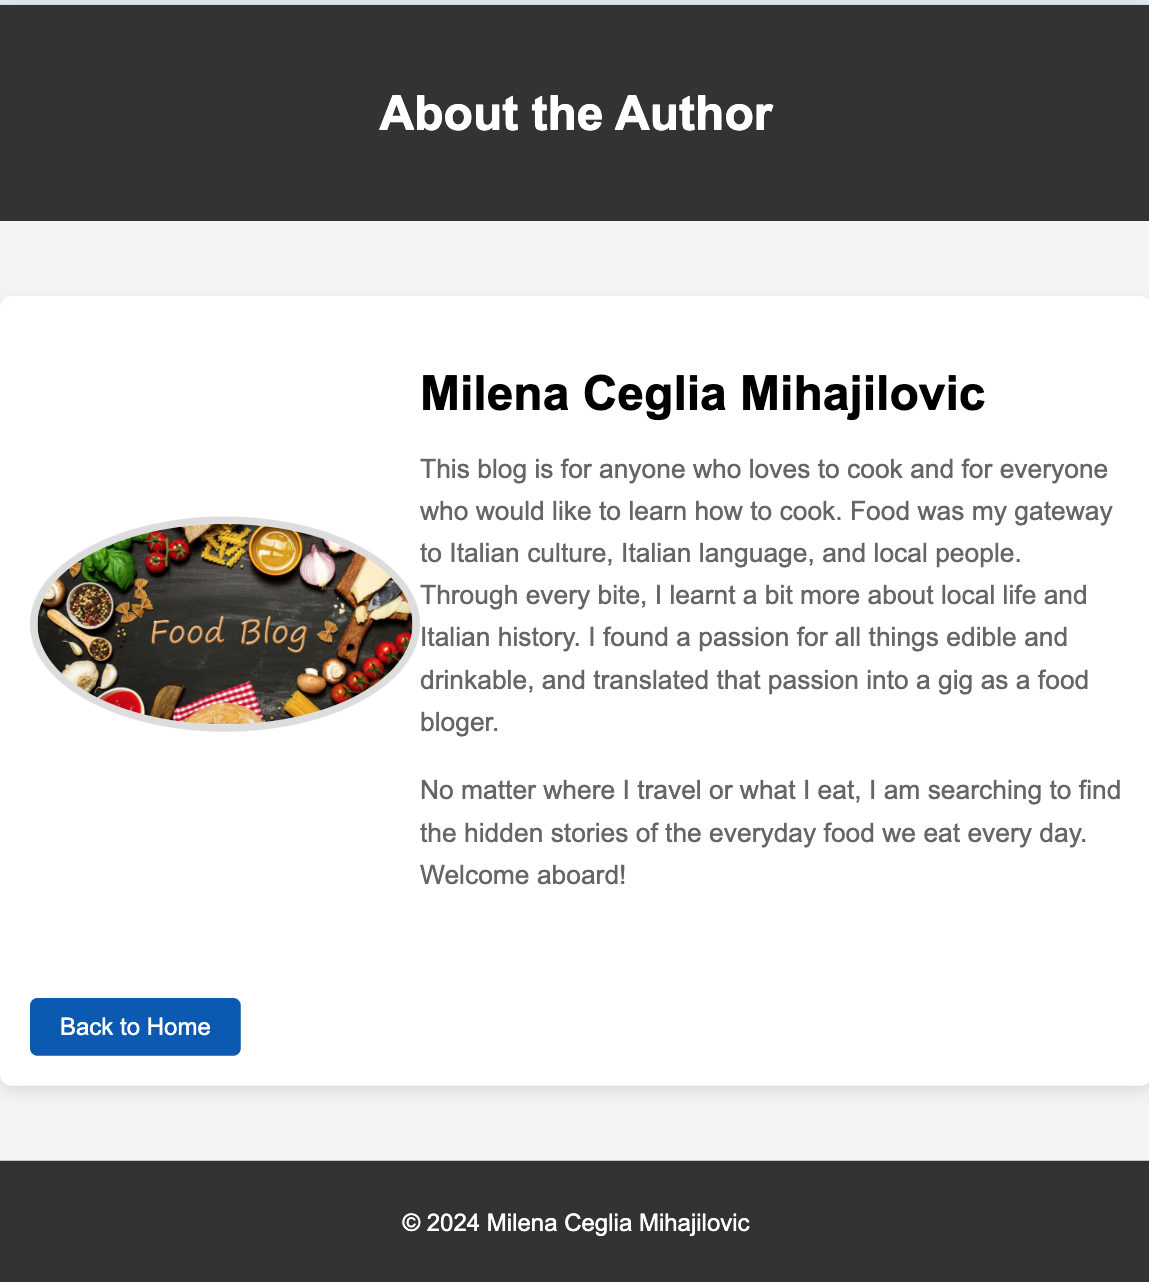 About the Author
Milena Ceglia Mihajilovic
This blog is for anyone who loves to cook and for everyone
who would like to learn how to cook. Food was my gateway
to Italian culture, Italian language, and local people.
Through every bite, I learnt a bit more about local life and
Italian history. I found a passion for all things edible and
drinkable, and translated that passion into a gig as a food
bloger.
Food Blog
No matter where I travel or what I eat, I am searching to find
the hidden stories of the everyday food we eat every day.
Welcome aboard!
Back to Home
© 2024 Milena Ceglia Mihajilovic